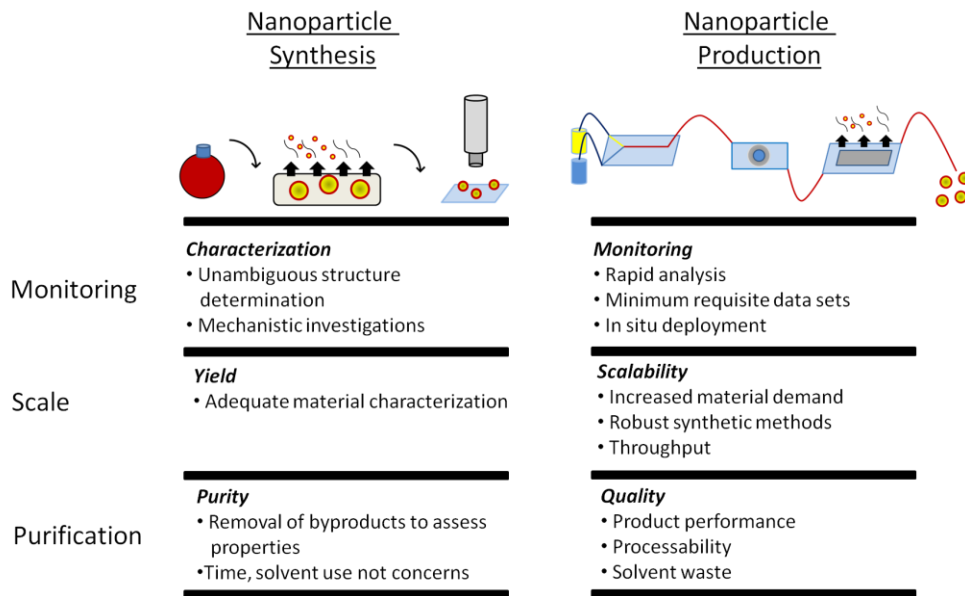 Nanoparticle
Synthesis
Nanoparticle
Production
Monitoring
Characterization
• Unambiguous structure
determination
• Mechanistic investigations
Monitoring
• Rapid analysis
• Minimum requisite data sets
• In situ deployment
Scale
Yield
• Adequate material characterization
Scalability
• Increased material demand
• Robust synthetic methods
• Throughput
Purification
Purity
• Removal of byproducts to assess
properties
•Time, solvent use not concerns
Quality
• Product performance
• Processability
• Solvent waste